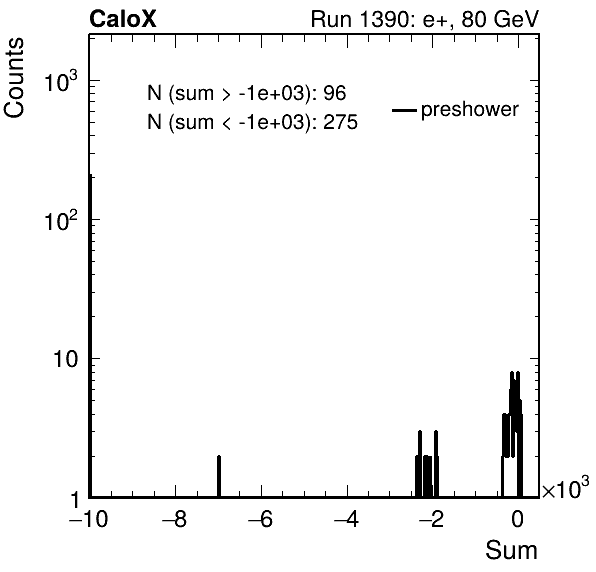 CaloX Run 1390: e+, 80 GeV
Counts
N (sum > -1e+03): 96
N (sum < -1e+03): 275
preshower
10³
10²
10
1
−10 −8 −6 −4 −2 0
×10³
Sum